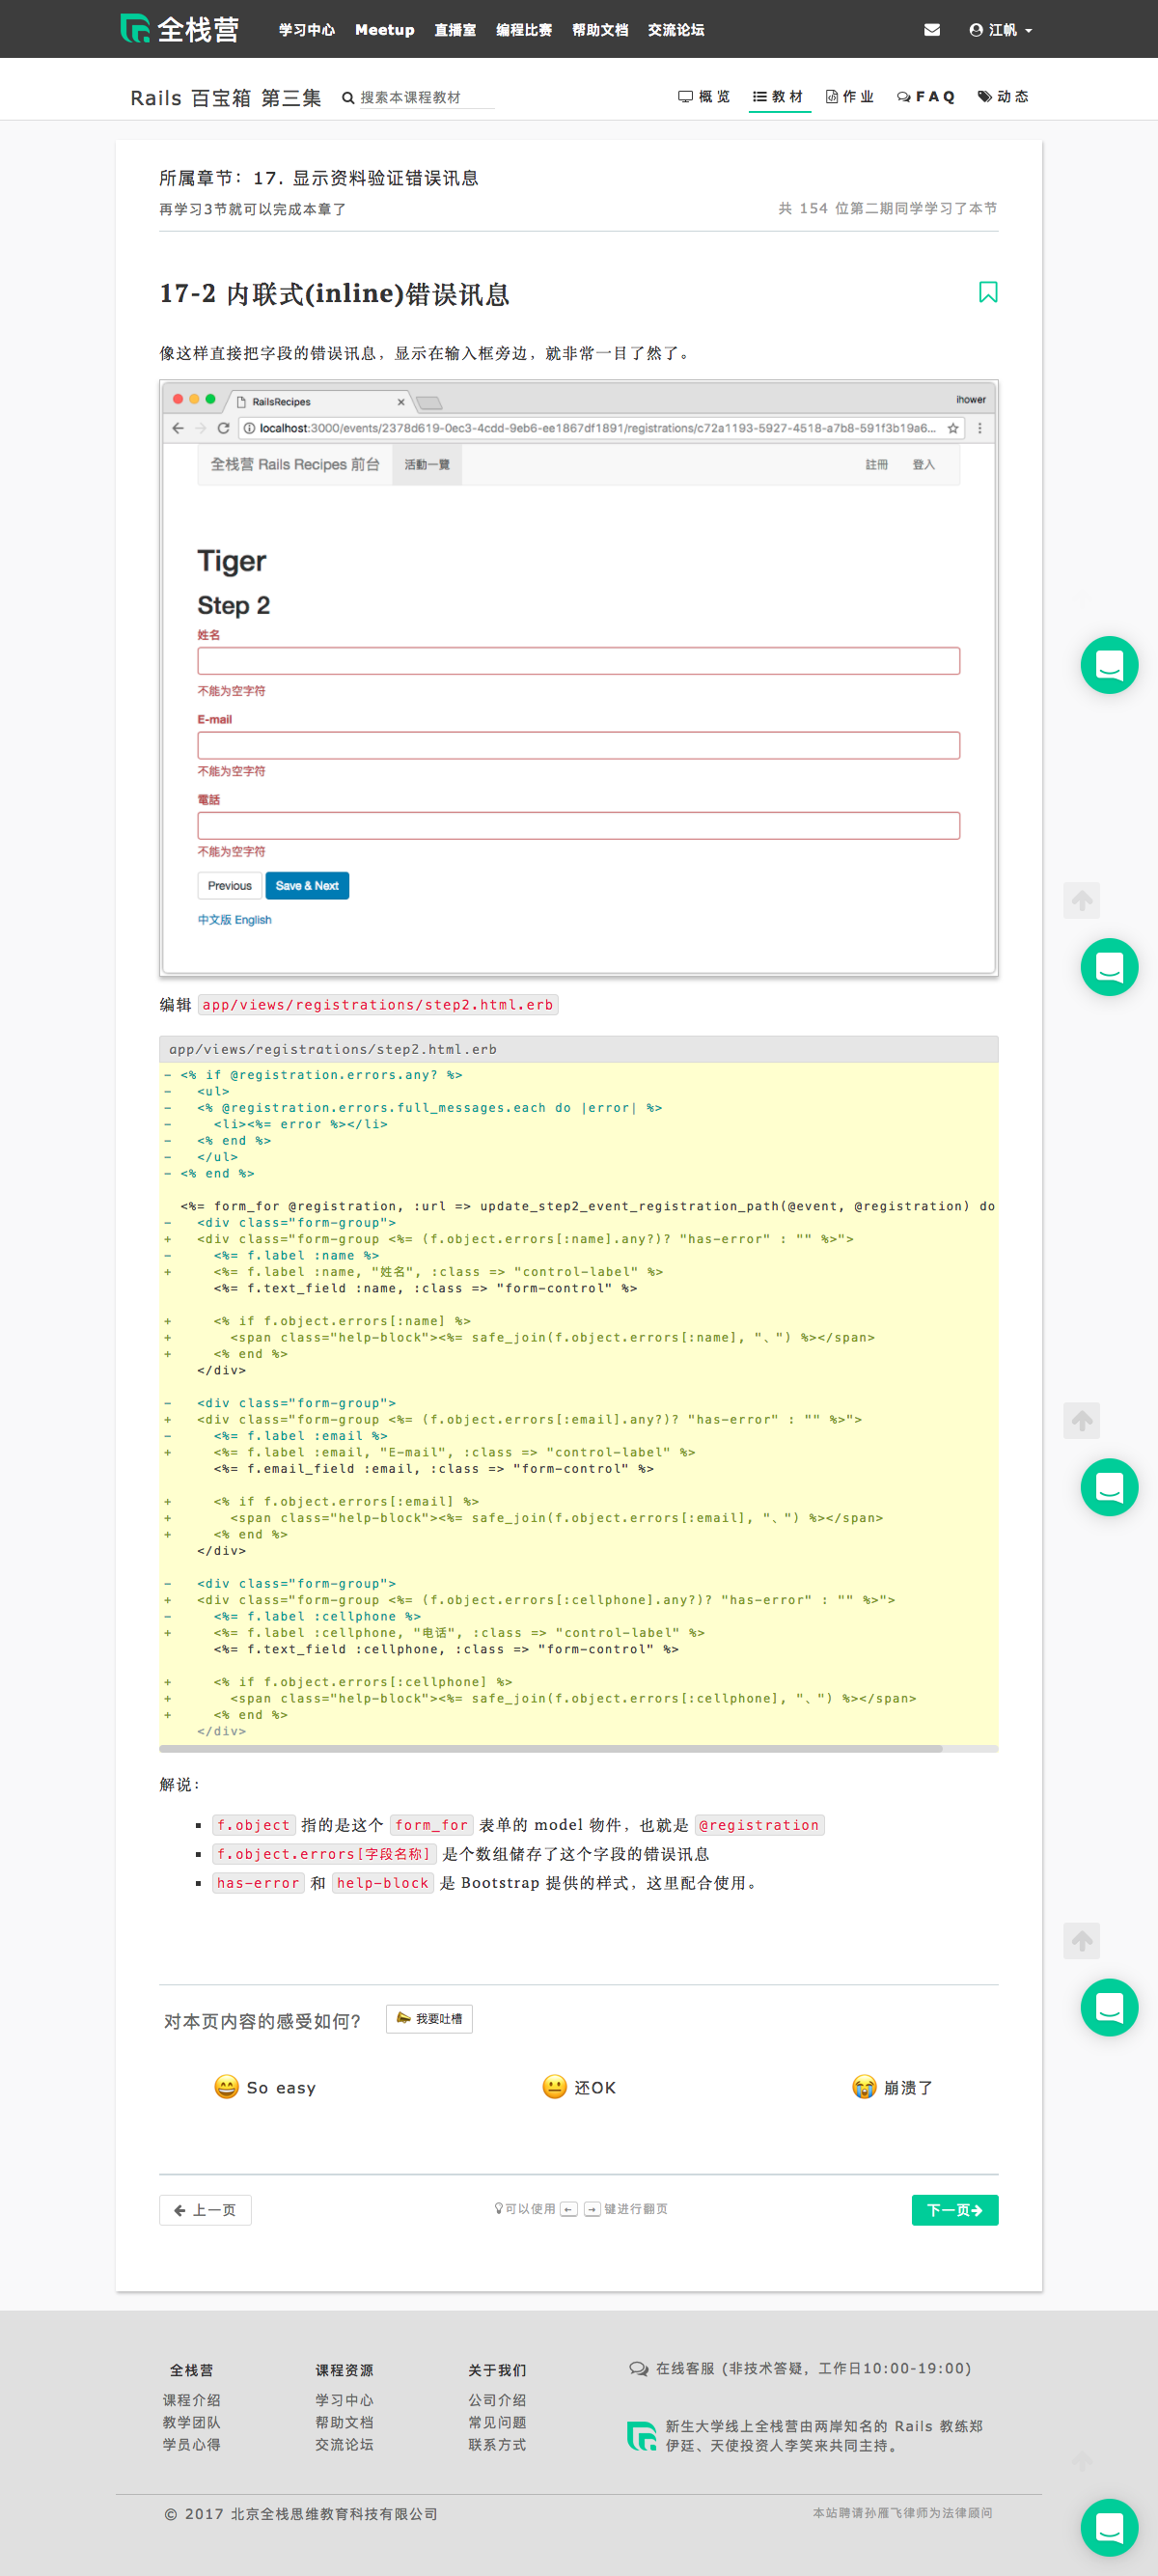 全栈营 学习中心 Meetup 直播室 编程比赛 帮助文档 交流论坛 江帆
Rails 百宝箱 第三集 搜索本课程教材 概览 教材 作业 FAQ 动态
所属章节：17. 显示资料验证错误讯息
再学习3节就可以完成本章了 共 154 位第二期同学学习了本节
17-2 内联式(inline)错误讯息
像这样直接把字段的错误讯息，显示在输入框旁边，就非常一目了然了。
RailsRecipes ihower
localhost:3000/events/2378d619-0ec3-4cdd-9eb6-ee1867df1891/registrations/c72a1193-5927-4518-a7b8-591f3b19a6...
全栈营 Rails Recipes 前台 活動一覽 註冊 登入
Tiger
Step 2
姓名
不能为空字符
E-mail
不能为空字符
電話
不能为空字符
Previous Save & Next
中文版 English
编辑 app/views/registrations/step2.html.erb
app/views/registrations/step2.html.erb
- <% if @registration.errors.any? %>
-   <ul>
-   <% @registration.errors.full_messages.each do |error| %>
-     <li><%= error %></li>
-   <% end %>
-   </ul>
- <% end %>
  <%= form_for @registration, :url => update_step2_event_registration_path(@event, @registration) do
-   <div class="form-group">
+   <div class="form-group <%= (f.object.errors[:name].any?)? "has-error" : "" %>">
-     <%= f.label :name %>
+     <%= f.label :name, "姓名", :class => "control-label" %>
      <%= f.text_field :name, :class => "form-control" %>
+     <% if f.object.errors[:name] %>
+       <span class="help-block"><%= safe_join(f.object.errors[:name], "、") %></span>
+     <% end %>
    </div>
-   <div class="form-group">
+   <div class="form-group <%= (f.object.errors[:email].any?)? "has-error" : "" %>">
-     <%= f.label :email %>
+     <%= f.label :email, "E-mail", :class => "control-label" %>
      <%= f.email_field :email, :class => "form-control" %>
+     <% if f.object.errors[:email] %>
+       <span class="help-block"><%= safe_join(f.object.errors[:email], "、") %></span>
+     <% end %>
    </div>
-   <div class="form-group">
+   <div class="form-group <%= (f.object.errors[:cellphone].any?)? "has-error" : "" %>">
-     <%= f.label :cellphone %>
+     <%= f.label :cellphone, "电话", :class => "control-label" %>
      <%= f.text_field :cellphone, :class => "form-control" %>
+     <% if f.object.errors[:cellphone] %>
+       <span class="help-block"><%= safe_join(f.object.errors[:cellphone], "、") %></span>
+     <% end %>
    </div>
解说：
▪ f.object 指的是这个 form_for 表单的 model 物件，也就是 @registration
▪ f.object.errors[字段名称] 是个数组储存了这个字段的错误讯息
▪ has-error 和 help-block 是 Bootstrap 提供的样式，这里配合使用。
对本页内容的感受如何? 我要吐槽
So easy 还OK 崩溃了
← 上一页 可以使用 ← → 键进行翻页 下一页→
全栈营 课程资源 关于我们 在线客服 (非技术答疑，工作日10:00-19:00)
课程介绍 学习中心 公司介绍
教学团队 帮助文档 常见问题 新生大学线上全栈营由两岸知名的 Rails 教练郑
学员心得 交流论坛 联系方式 伊廷、天使投资人李笑来共同主持。
© 2017 北京全栈思维教育科技有限公司 本站聘请孙雁飞律师为法律顾问